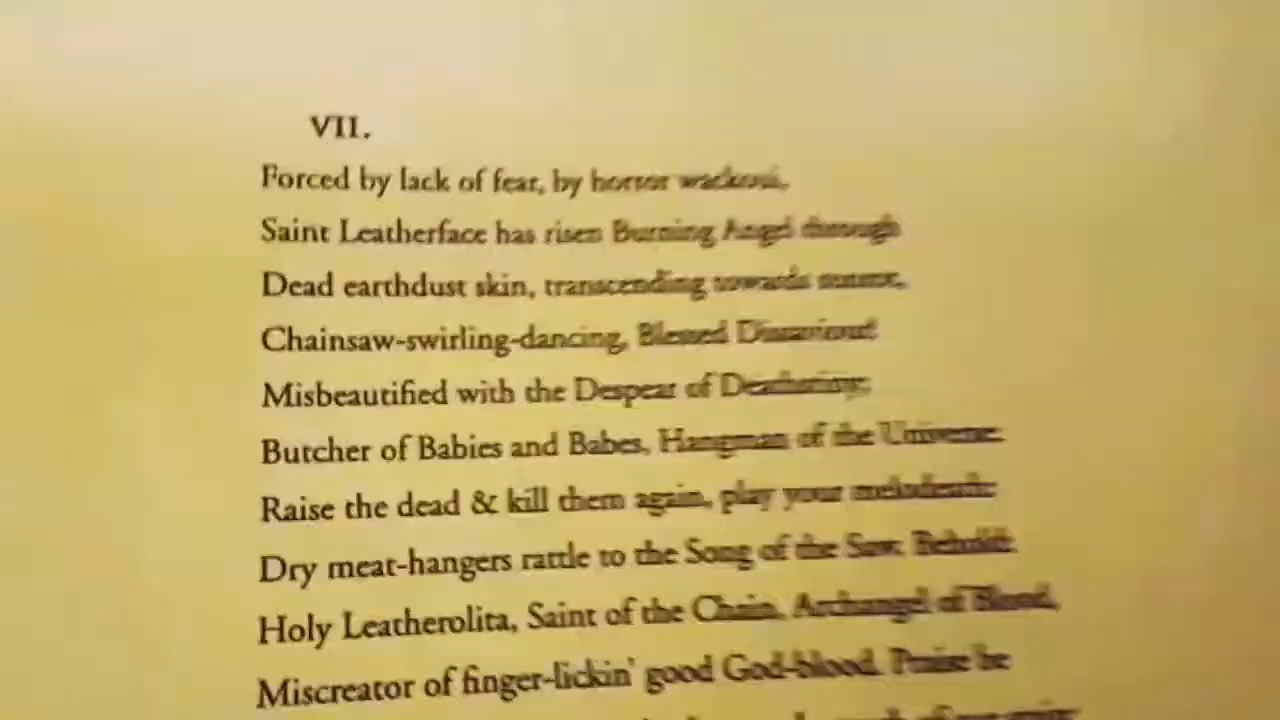 VII.
Forced by lack of fear, by horror
Saint Leatherface has risen Burning Angel through
Dead earthdust skin, transcending towards
Chainsaw-swirling-dancing, Blessed
Misbeautified with the Despear of
Butcher of Babies and Babes, Hangman of the Universe:
Raise the dead & kill them again, play your melodeath:
Dry meat-hangers rattle to the Song of the Saw. Behold:
Holy Leatherolita, Saint of the Chain, Archangel of Blood,
Miscreator of finger-lickin' good God-blood. Praise be